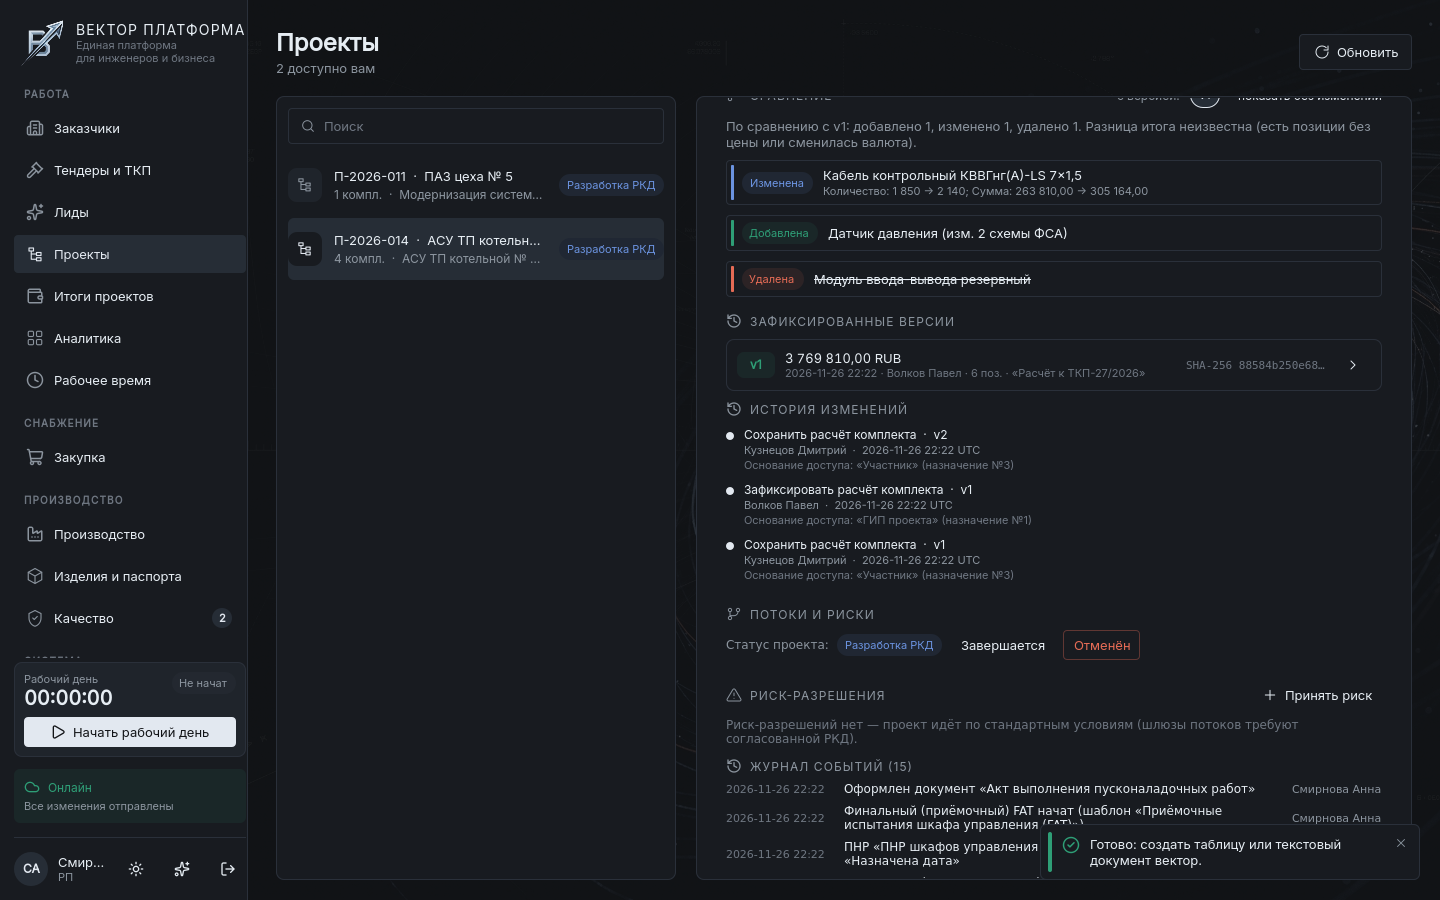 ВЕКТОР ПЛАТФОРМА
Единая платформа
для инженеров и бизнеса
РАБОТА
Заказчики
Тендеры и ТКП
Лиды
Проекты
Итоги проектов
Аналитика
Рабочее время
СНАБЖЕНИЕ
Закупка
ПРОИЗВОДСТВО
Производство
Изделия и паспорта
Качество
2
Рабочий день
Не начат
00:00:00
Начать рабочий день
Онлайн
Все изменения отправлены
СА
Смир...
РП
Проекты
2 доступно вам
Обновить
Поиск
П-2026-011 · ПАЗ цеха № 5
1 компл. · Модернизация систем...
Разработка РКД
П-2026-014 · АСУ ТП котельн...
4 компл. · АСУ ТП котельной № ...
Разработка РКД
По сравнению с v1: добавлено 1, изменено 1, удалено 1. Разница итога неизвестна (есть позиции без
цены или сменилась валюта).
Изменена
Кабель контрольный КВВГнг(А)-LS 7×1,5
Количество: 1 850 → 2 140; Сумма: 263 810,00 → 305 164,00
Добавлена
Датчик давления (изм. 2 схемы ФСА)
Удалена
Модуль ввода-вывода резервный
ЗАФИКСИРОВАННЫЕ ВЕРСИИ
v1
3 769 810,00 RUB
2026-11-26 22:22 · Волков Павел · 6 поз. · «Расчёт к ТКП-27/2026»
SHA-256 88584b250e68…
ИСТОРИЯ ИЗМЕНЕНИЙ
Сохранить расчёт комплекта · v2
Кузнецов Дмитрий · 2026-11-26 22:22 UTC
Основание доступа: «Участник» (назначение №3)
Зафиксировать расчёт комплекта · v1
Волков Павел · 2026-11-26 22:22 UTC
Основание доступа: «ГИП проекта» (назначение №1)
Сохранить расчёт комплекта · v1
Кузнецов Дмитрий · 2026-11-26 22:22 UTC
Основание доступа: «Участник» (назначение №3)
ПОТОКИ И РИСКИ
Статус проекта:
Разработка РКД
Завершается
Отменён
РИСК-РАЗРЕШЕНИЯ
Принять риск
Риск-разрешений нет — проект идёт по стандартным условиям (шлюзы потоков требуют
согласованной РКД).
ЖУРНАЛ СОБЫТИЙ (15)
2026-11-26 22:22
Оформлен документ «Акт выполнения пусконаладочных работ»
Смирнова Анна
2026-11-26 22:22
Финальный (приёмочный) FAT начат (шаблон «Приёмочные
испытания шкафа управления (FAT)»)
Смирнова Анна
2026-11-26 22:22
ПНР «ПНР шкафов управления
«Назначена дата»
Готово: создать таблицу или текстовый
документ вектор.